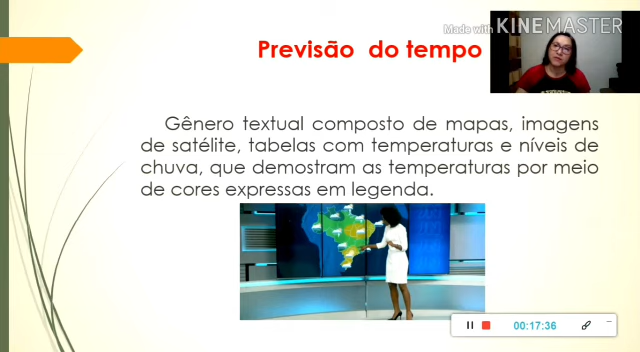 Made with KINEMASTER
Previsão do tempo
Gênero textual composto de mapas, imagens
de satélite, tabelas com temperaturas e níveis de
chuva, que demostram as temperaturas por meio
de cores expressas em legenda.
00:17:36